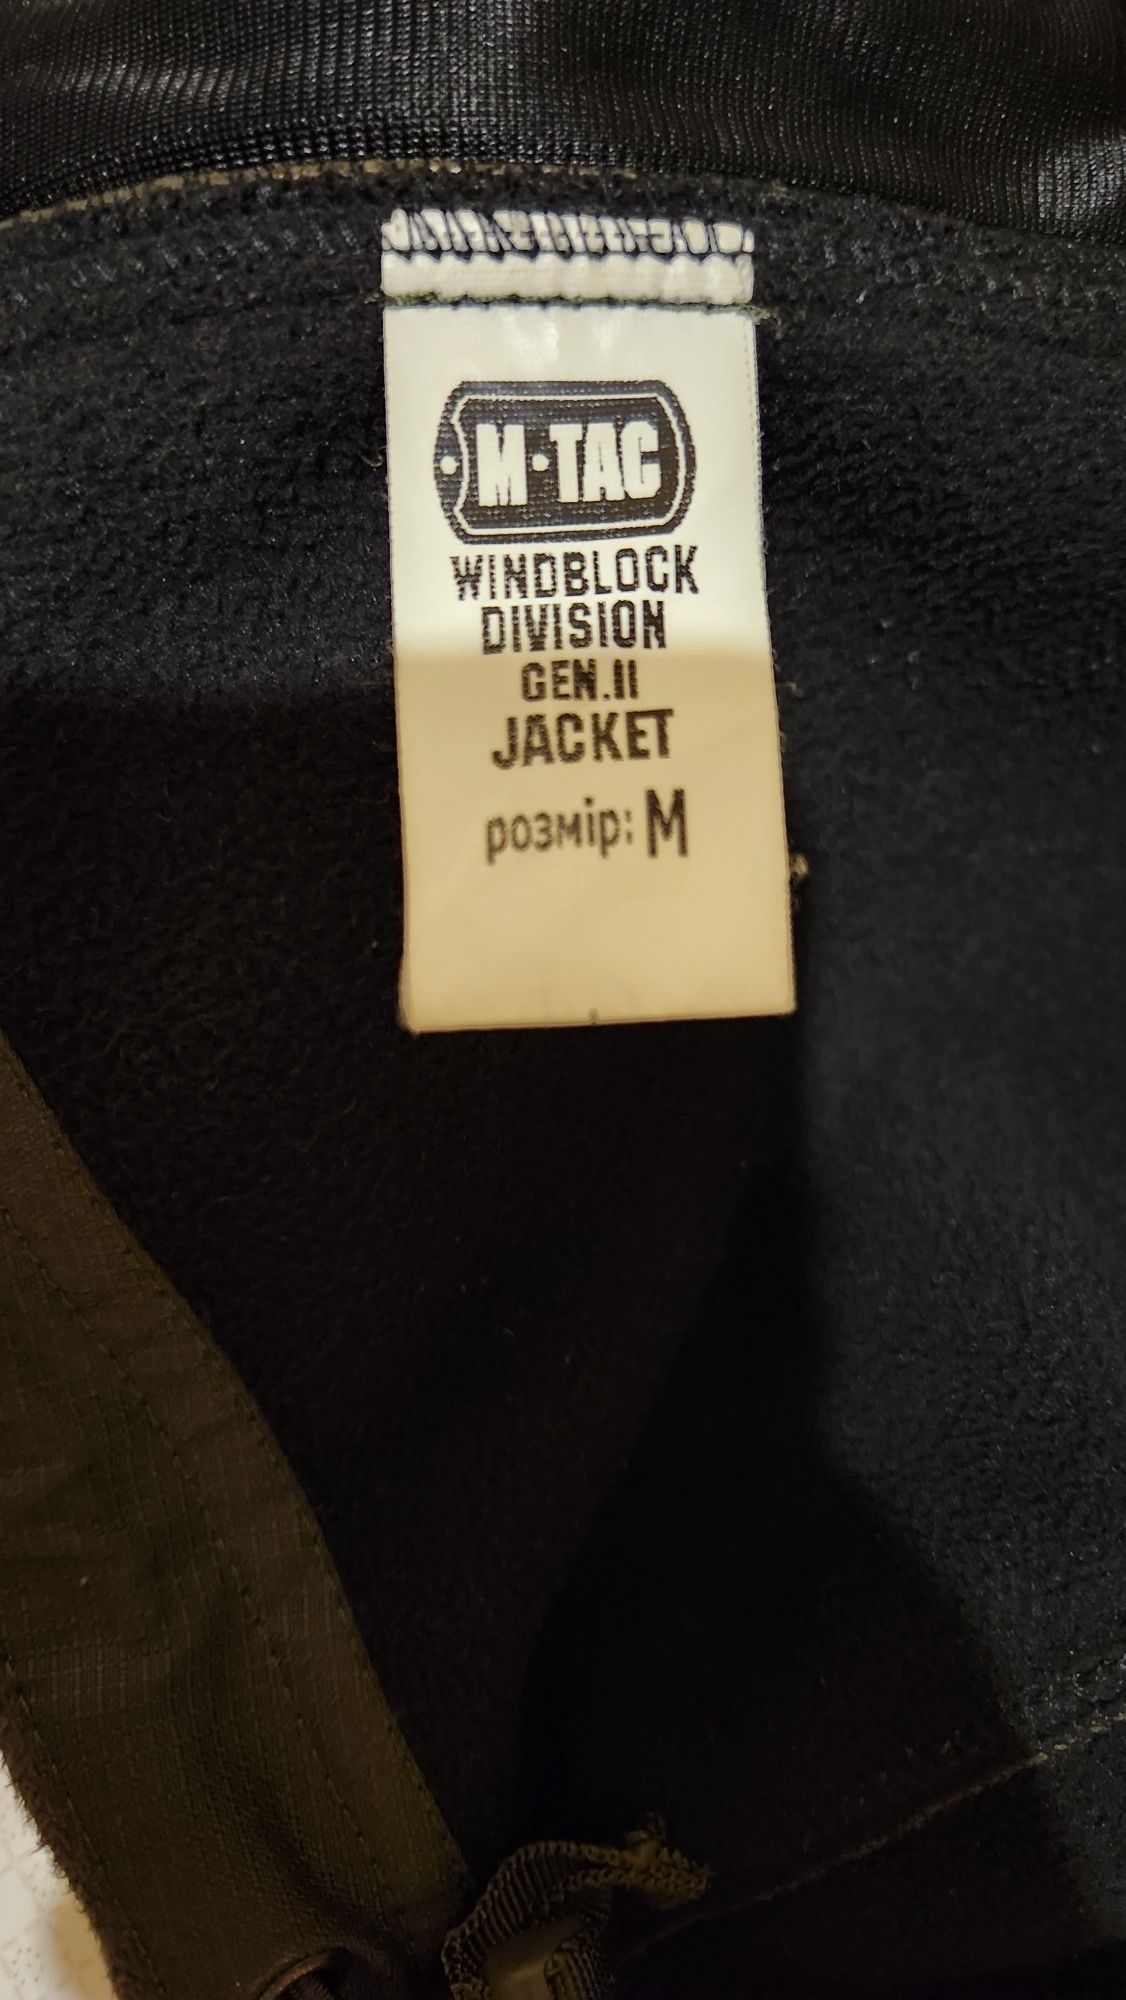 M·TAC
WINDBLOCK
DIVISION
GEN.II
JACKET
розмір: M